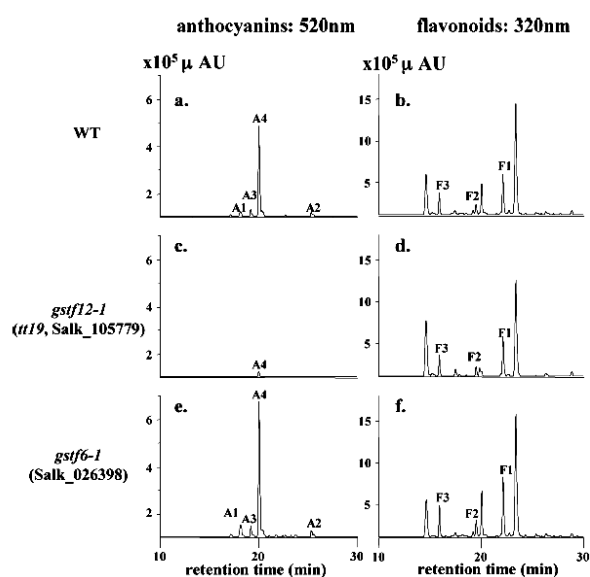 anthocyanins: 520nm flavonoids: 320nm
x10⁵ µ AU x10⁵ µ AU
WT
a.
6
4
2
A4
A3
A1
A2
b.
15
10
5
F3
F2
F1
gstf12-1
(tt19, Salk_105779)
c.
6
4
2
A4
d.
15
10
5
F3
F2
F1
gstf6-1
(Salk_026398)
e.
6
4
2
A4
A1
A3
A2
10 20 30
retention time (min)
f.
15
10
5
F3
F2
F1
10 20 30
retention time (min)